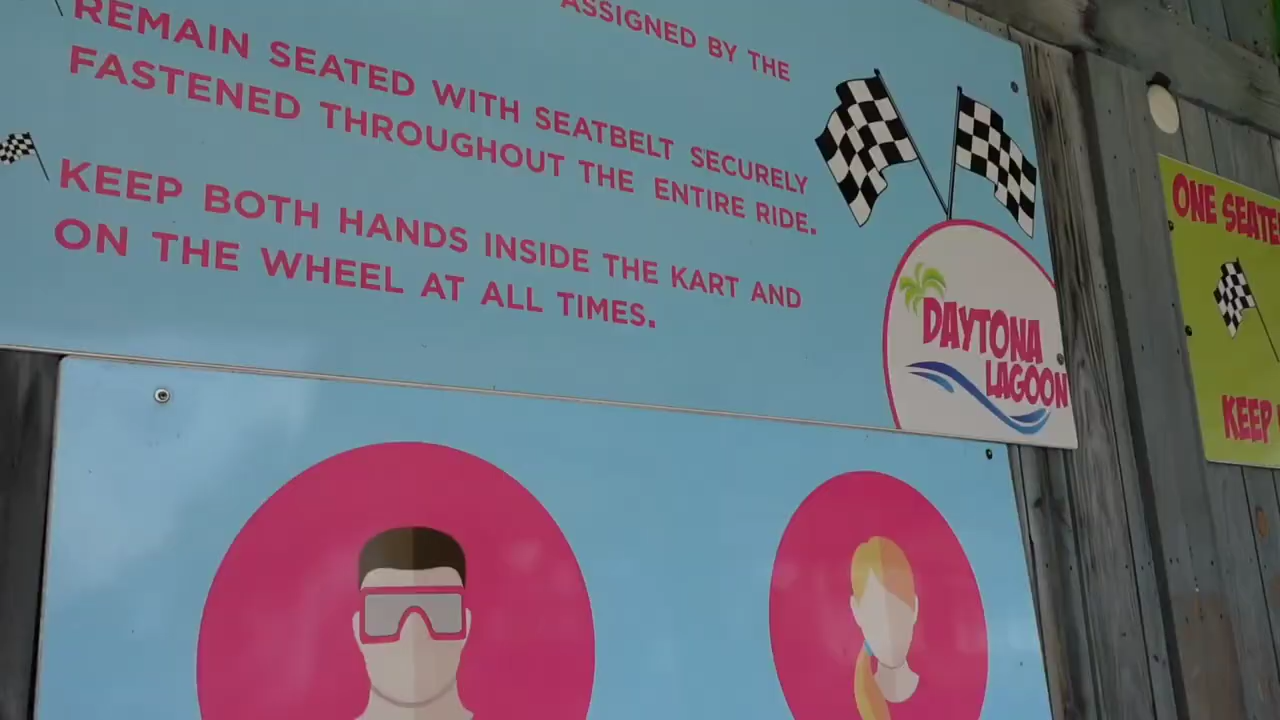 ASSIGNED BY THE
REMAIN SEATED WITH SEATBELT SECURELY
FASTENED THROUGHOUT THE ENTIRE RIDE.
KEEP BOTH HANDS INSIDE THE KART AND
ON THE WHEEL AT ALL TIMES.
DAYTONA
LAGOON
ONE SEATE
KEEP